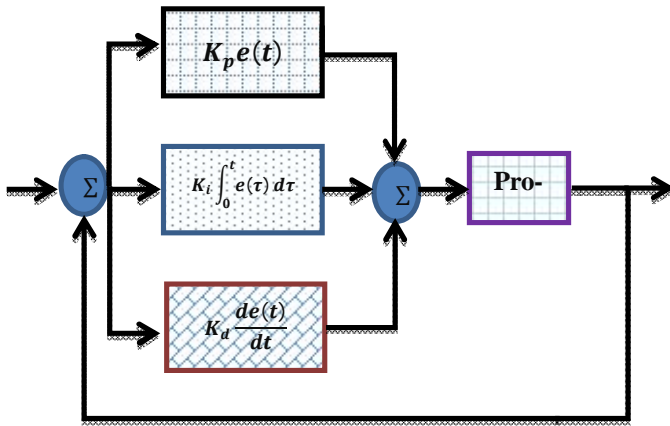 K_p e(t)
Σ
K_i ∫_0^t e(τ) dτ
Σ
Pro-
K_d de(t)/dt